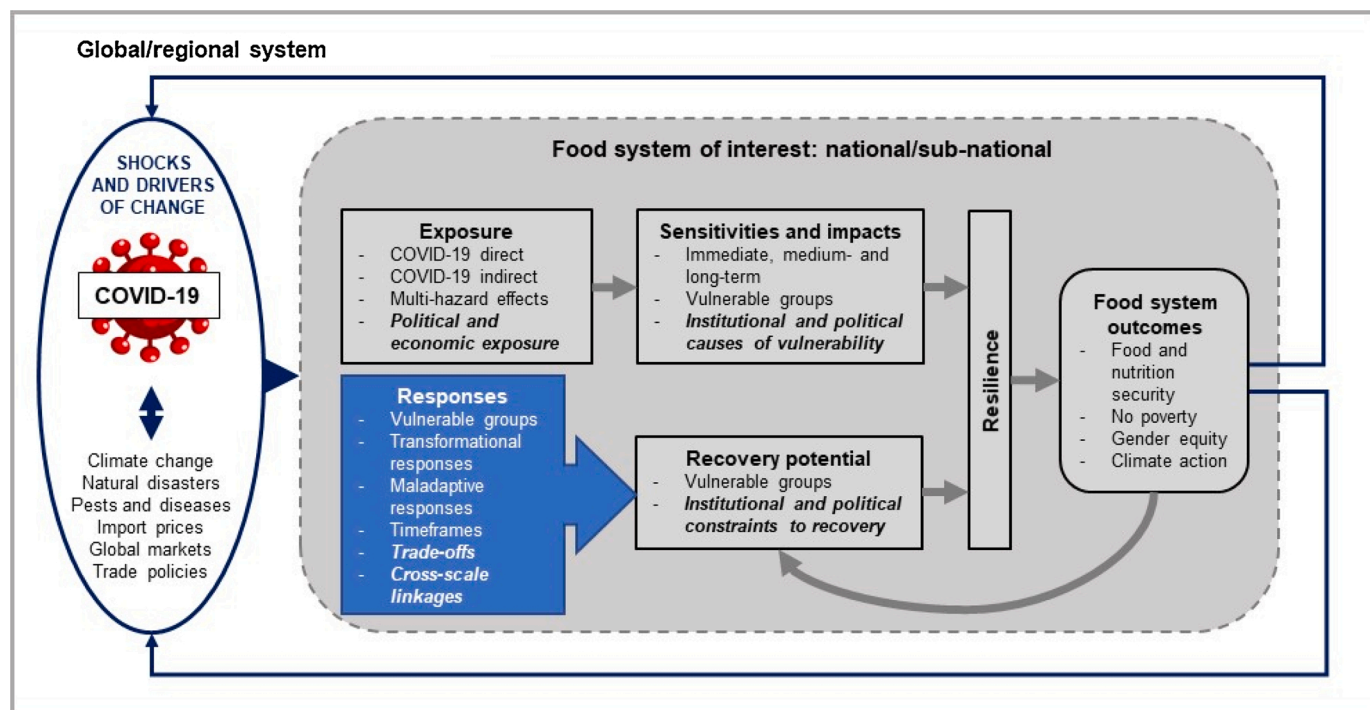 Global/regional system
SHOCKS
AND DRIVERS
OF CHANGE
COVID-19
Climate change
Natural disasters
Pests and diseases
Import prices
Global markets
Trade policies
Food system of interest: national/sub-national
Exposure
- COVID-19 direct
- COVID-19 indirect
- Multi-hazard effects
- Political and
economic exposure
Sensitivities and impacts
- Immediate, medium- and
long-term
- Vulnerable groups
- Institutional and political
causes of vulnerability
Responses
- Vulnerable groups
- Transformational
responses
- Maladaptive
responses
- Timeframes
- Trade-offs
- Cross-scale
linkages
Recovery potential
- Vulnerable groups
- Institutional and political
constraints to recovery
Resilience
Food system
outcomes
- Food and
nutrition
security
- No poverty
- Gender equity
- Climate action